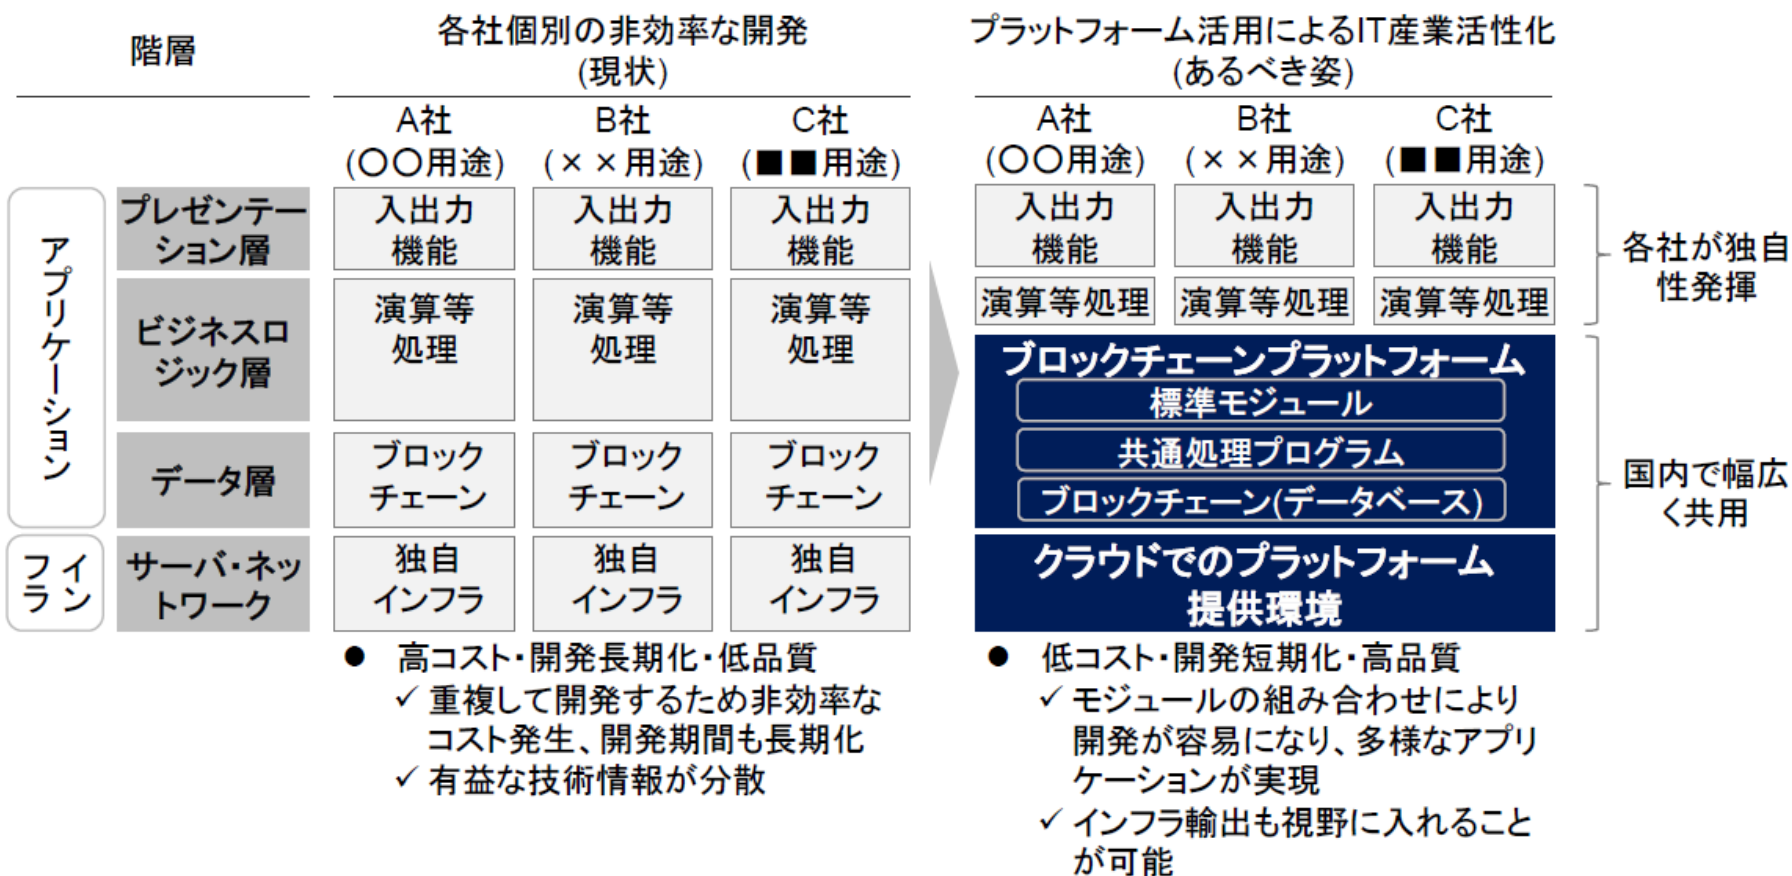 階層
各社個別の非効率な開発
(現状)
プラットフォーム活用によるIT産業活性化
(あるべき姿)
A社
(〇〇用途)
B社
(××用途)
C社
(■■用途)
A社
(〇〇用途)
B社
(××用途)
C社
(■■用途)
アプリケーション
プレゼンテー
ション層
入出力
機能
入出力
機能
入出力
機能
入出力
機能
入出力
機能
入出力
機能
各社が独自
性発揮
ビジネスロ
ジック層
演算等
処理
演算等
処理
演算等
処理
演算等処理
演算等処理
演算等処理
ブロックチェーンプラットフォーム
標準モジュール
共通処理プログラム
ブロックチェーン(データベース)
国内で幅広
く共用
データ層
ブロック
チェーン
ブロック
チェーン
ブロック
チェーン
イン
フラ
サーバ・ネッ
トワーク
独自
インフラ
独自
インフラ
独自
インフラ
クラウドでのプラットフォーム
提供環境
● 高コスト・開発長期化・低品質
✓ 重複して開発するため非効率な
コスト発生、開発期間も長期化
✓ 有益な技術情報が分散
● 低コスト・開発短期化・高品質
✓ モジュールの組み合わせにより
開発が容易になり、多様なアプリ
ケーションが実現
✓ インフラ輸出も視野に入れること
が可能